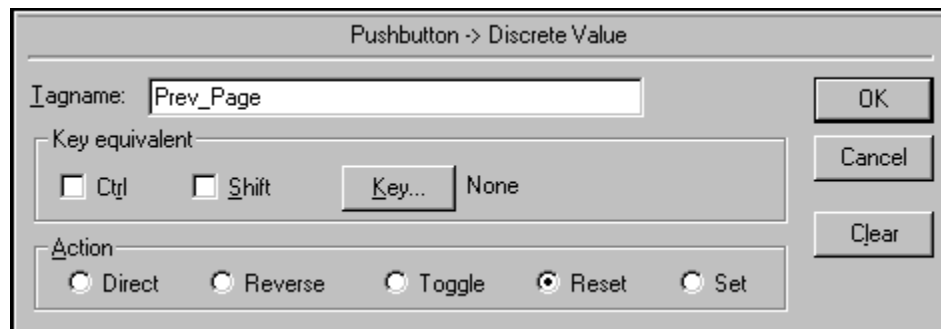 Pushbutton -> Discrete Value
Tagname: Prev_Page
OK
Key equivalent
Ctrl Shift Key... None
Cancel
Clear
Action
Direct Reverse Toggle Reset Set